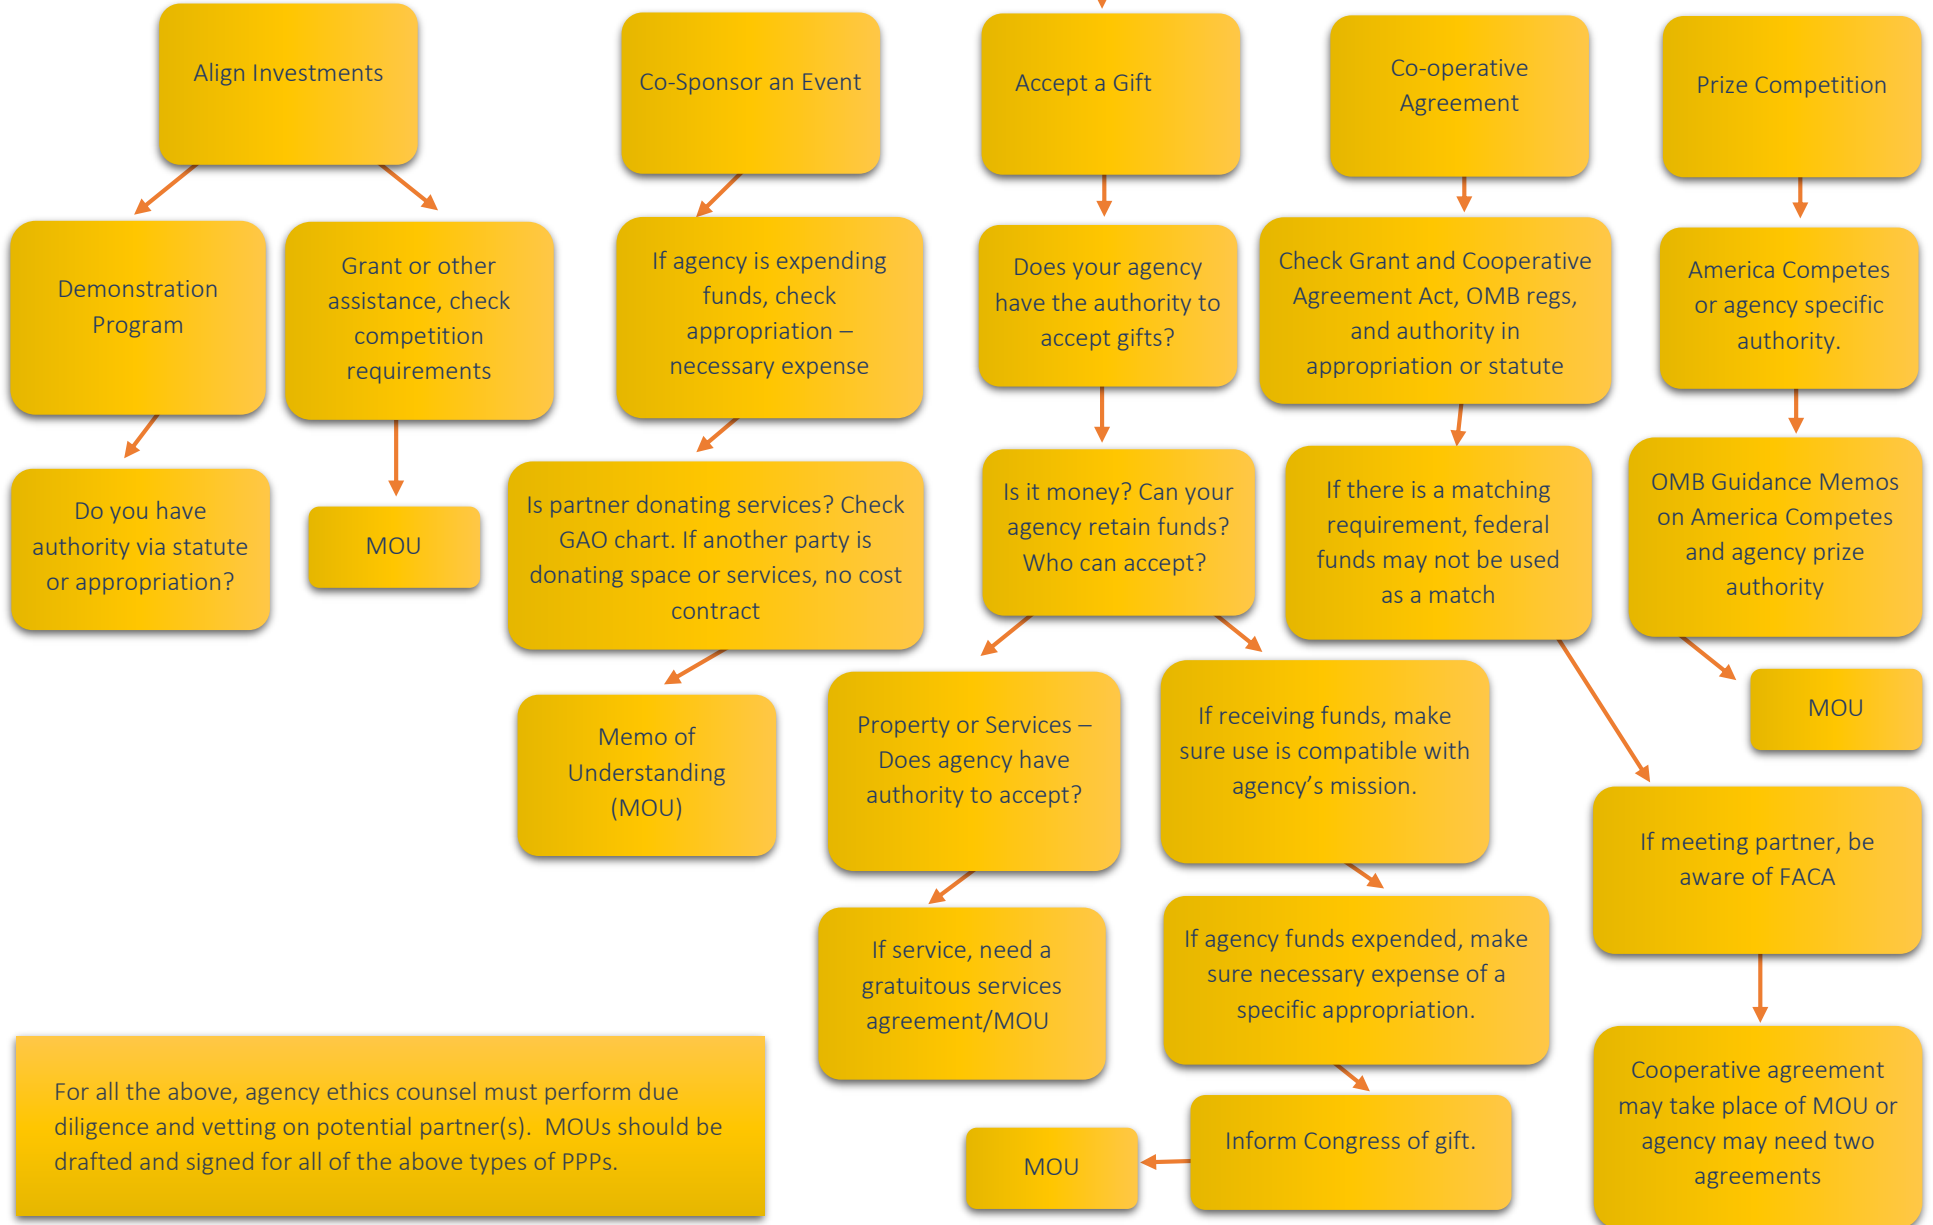 Align Investments
Co-Sponsor an Event
Accept a Gift
Co-operative
Agreement
Prize Competition
Demonstration
Program
Grant or other
assistance, check
competition
requirements
If agency is expending
funds, check
appropriation –
necessary expense
Does your agency
have the authority to
accept gifts?
Check Grant and Cooperative
Agreement Act, OMB regs,
and authority in
appropriation or statute
America Competes
or agency specific
authority.
Do you have
authority via statute
or appropriation?
MOU
Is partner donating services? Check
GAO chart. If another party is
donating space or services, no cost
contract
Is it money? Can your
agency retain funds?
Who can accept?
If there is a matching
requirement, federal
funds may not be used
as a match
OMB Guidance Memos
on America Competes
and agency prize
authority
Memo of
Understanding
(MOU)
Property or Services –
Does agency have
authority to accept?
If receiving funds, make
sure use is compatible with
agency’s mission.
MOU
If meeting partner, be
aware of FACA
If service, need a
gratuitous services
agreement/MOU
If agency funds expended, make
sure necessary expense of a
specific appropriation.
Cooperative agreement
may take place of MOU or
agency may need two
agreements
For all the above, agency ethics counsel must perform due
diligence and vetting on potential partner(s). MOUs should be
drafted and signed for all of the above types of PPPs.
MOU
Inform Congress of gift.